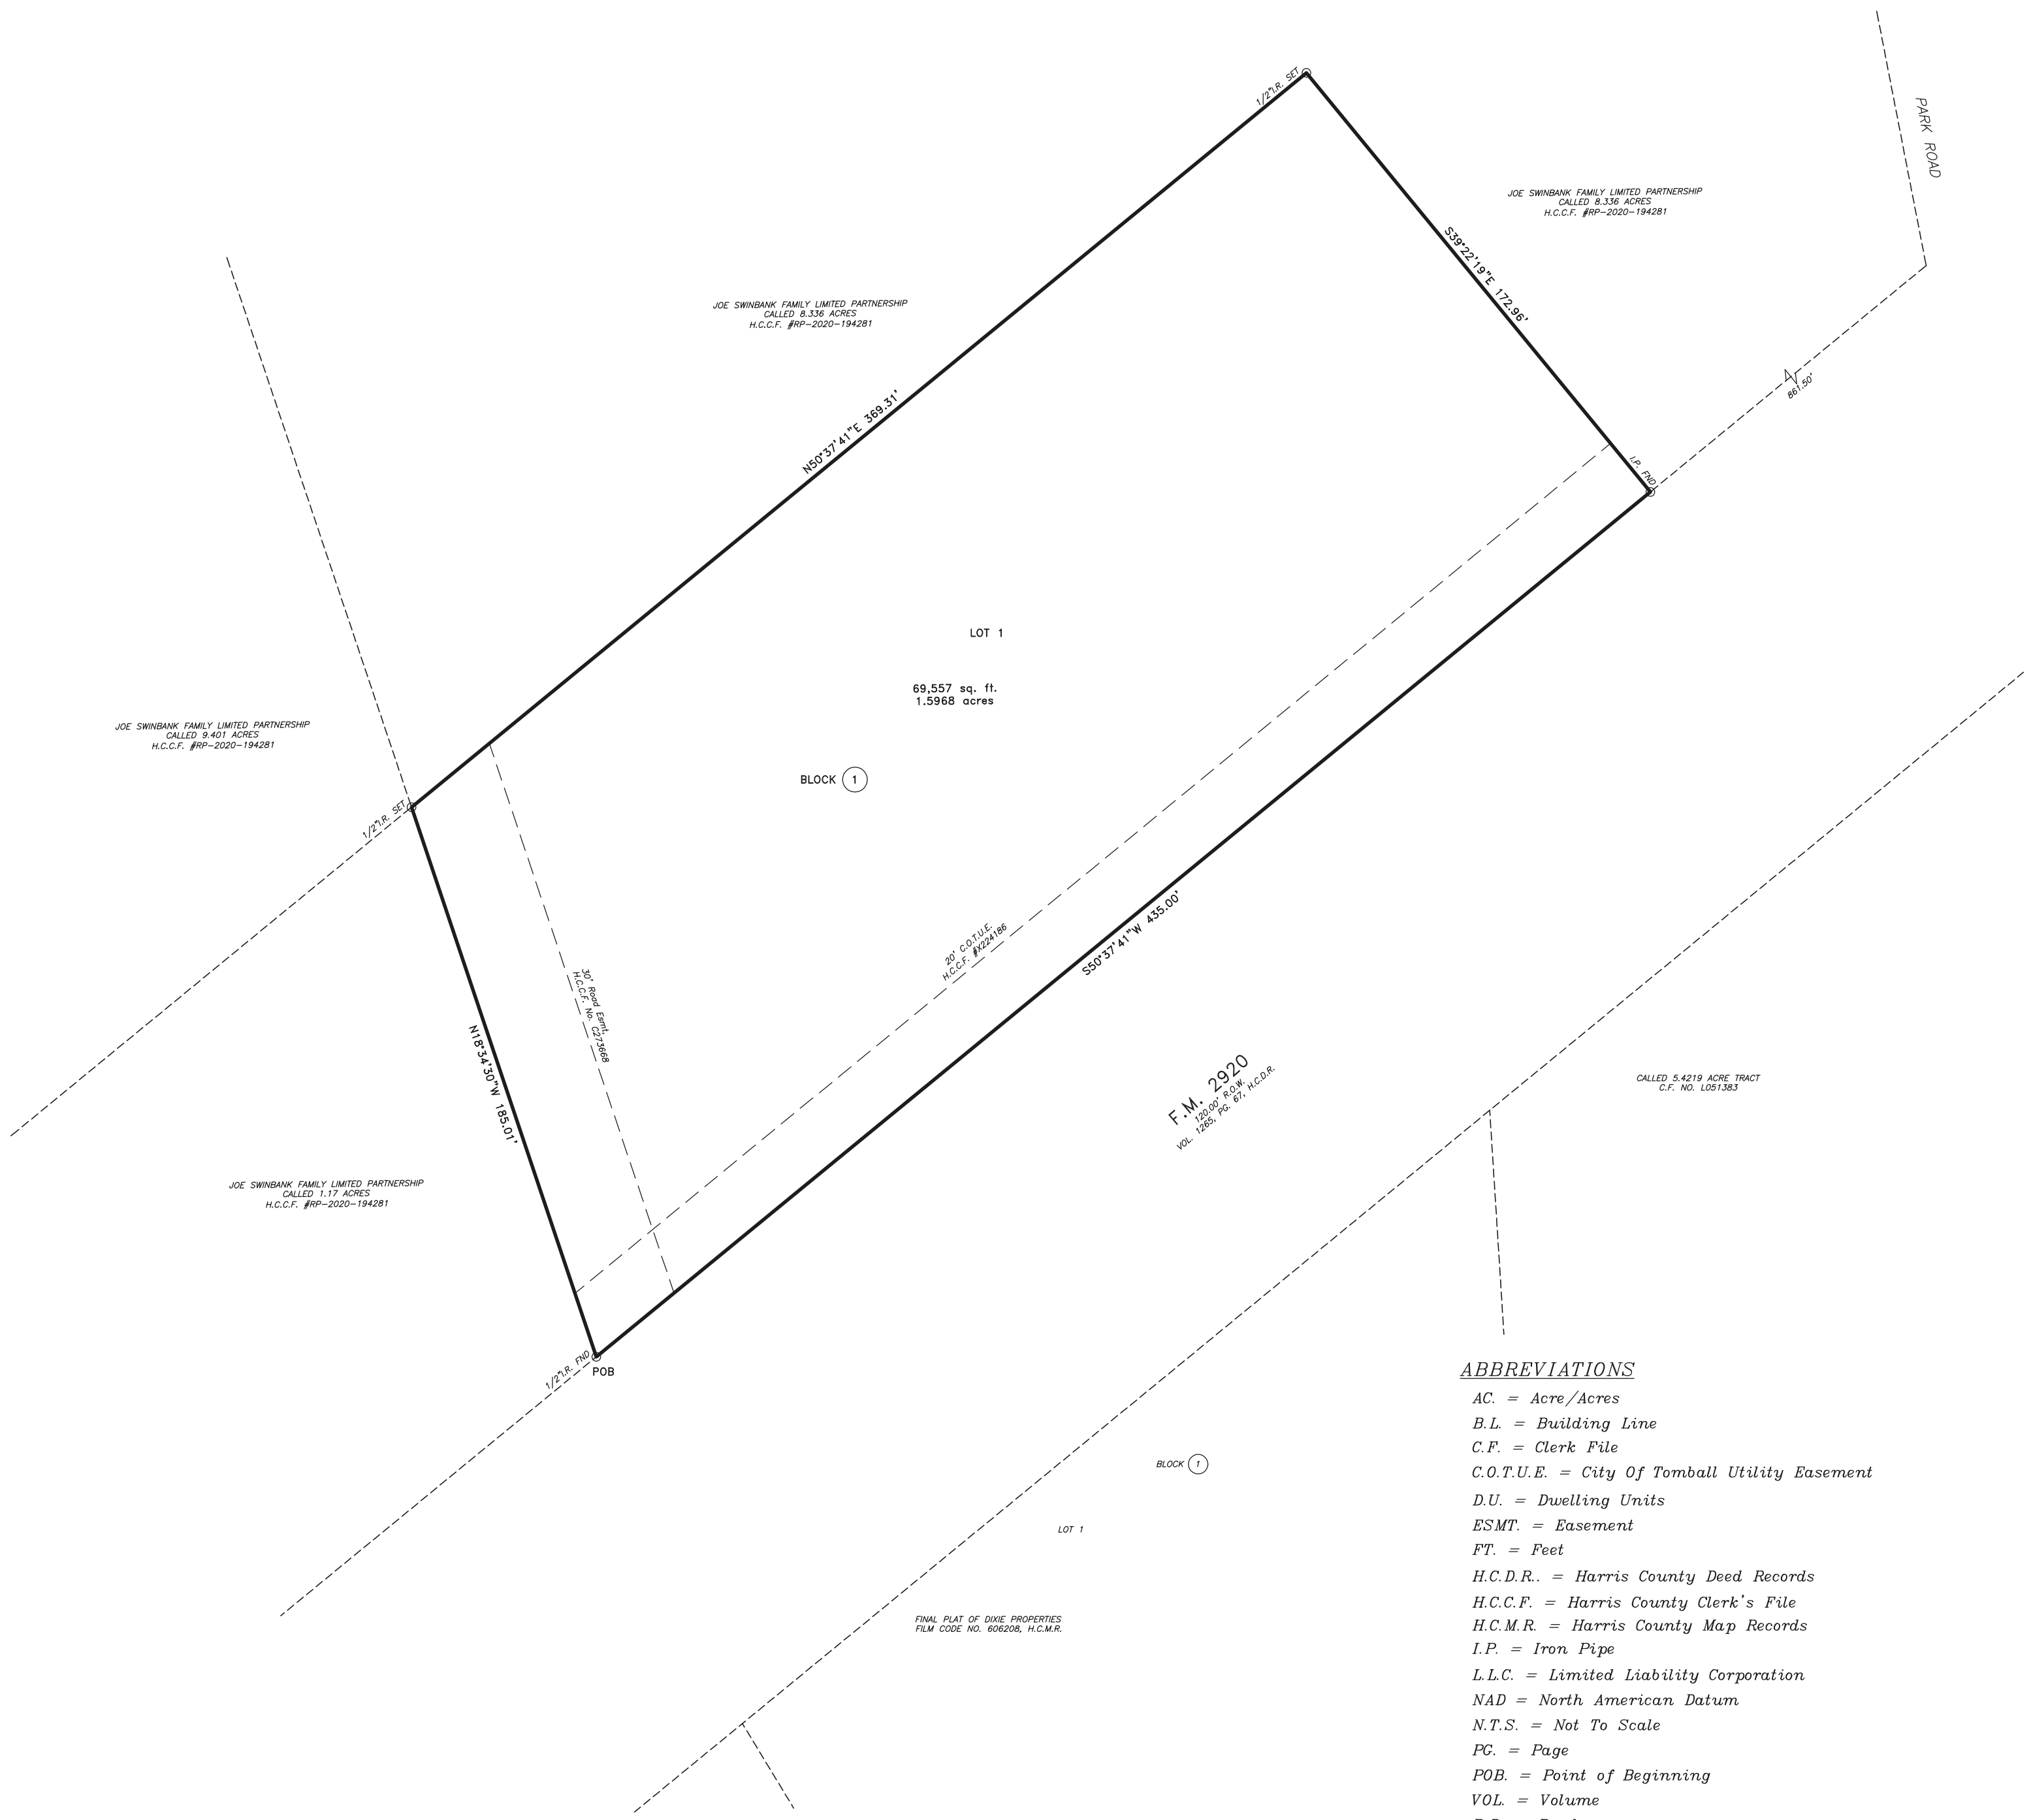 1/2"I.R. SET
PARK ROAD
JOE SWINBANK FAMILY LIMITED PARTNERSHIP
CALLED 8.336 ACRES
H.C.C.F. #RP-2020-194281
S39°22'19"E 172.96'
JOE SWINBANK FAMILY LIMITED PARTNERSHIP
CALLED 8.336 ACRES
H.C.C.F. #RP-2020-194281
N50°37'41"E 369.31'
861.50'
I.P. FND
LOT 1
69,557 sq. ft.
1.5968 acres
JOE SWINBANK FAMILY LIMITED PARTNERSHIP
CALLED 9.401 ACRES
H.C.C.F. #RP-2020-194281
BLOCK 1
1/2"I.R. SET
20' C.O.T.U.E.
H.C.C.F. #X224186
S50°37'41"W 435.00'
30' Road Esmt.
H.C.C.F. No. C273668
N18°34'30"W 185.01'
F.M. 2920
120.00' R.O.W.
VOL. 1265, PG. 67, H.C.D.R.
CALLED 5.4219 ACRE TRACT
C.F. NO. L051383
JOE SWINBANK FAMILY LIMITED PARTNERSHIP
CALLED 1.17 ACRES
H.C.C.F. #RP-2020-194281
1/2"I.R. FND
POB
BLOCK 1
LOT 1
FINAL PLAT OF DIXIE PROPERTIES
FILM CODE NO. 606208, H.C.M.R.
ABBREVIATIONS
AC. = Acre/Acres
B.L. = Building Line
C.F. = Clerk File
C.O.T.U.E. = City Of Tomball Utility Easement
D.U. = Dwelling Units
ESMT. = Easement
FT. = Feet
H.C.D.R.. = Harris County Deed Records
H.C.C.F. = Harris County Clerk's File
H.C.M.R. = Harris County Map Records
I.P. = Iron Pipe
L.L.C. = Limited Liability Corporation
NAD = North American Datum
N.T.S. = Not To Scale
PG. = Page
POB. = Point of Beginning
VOL. = Volume